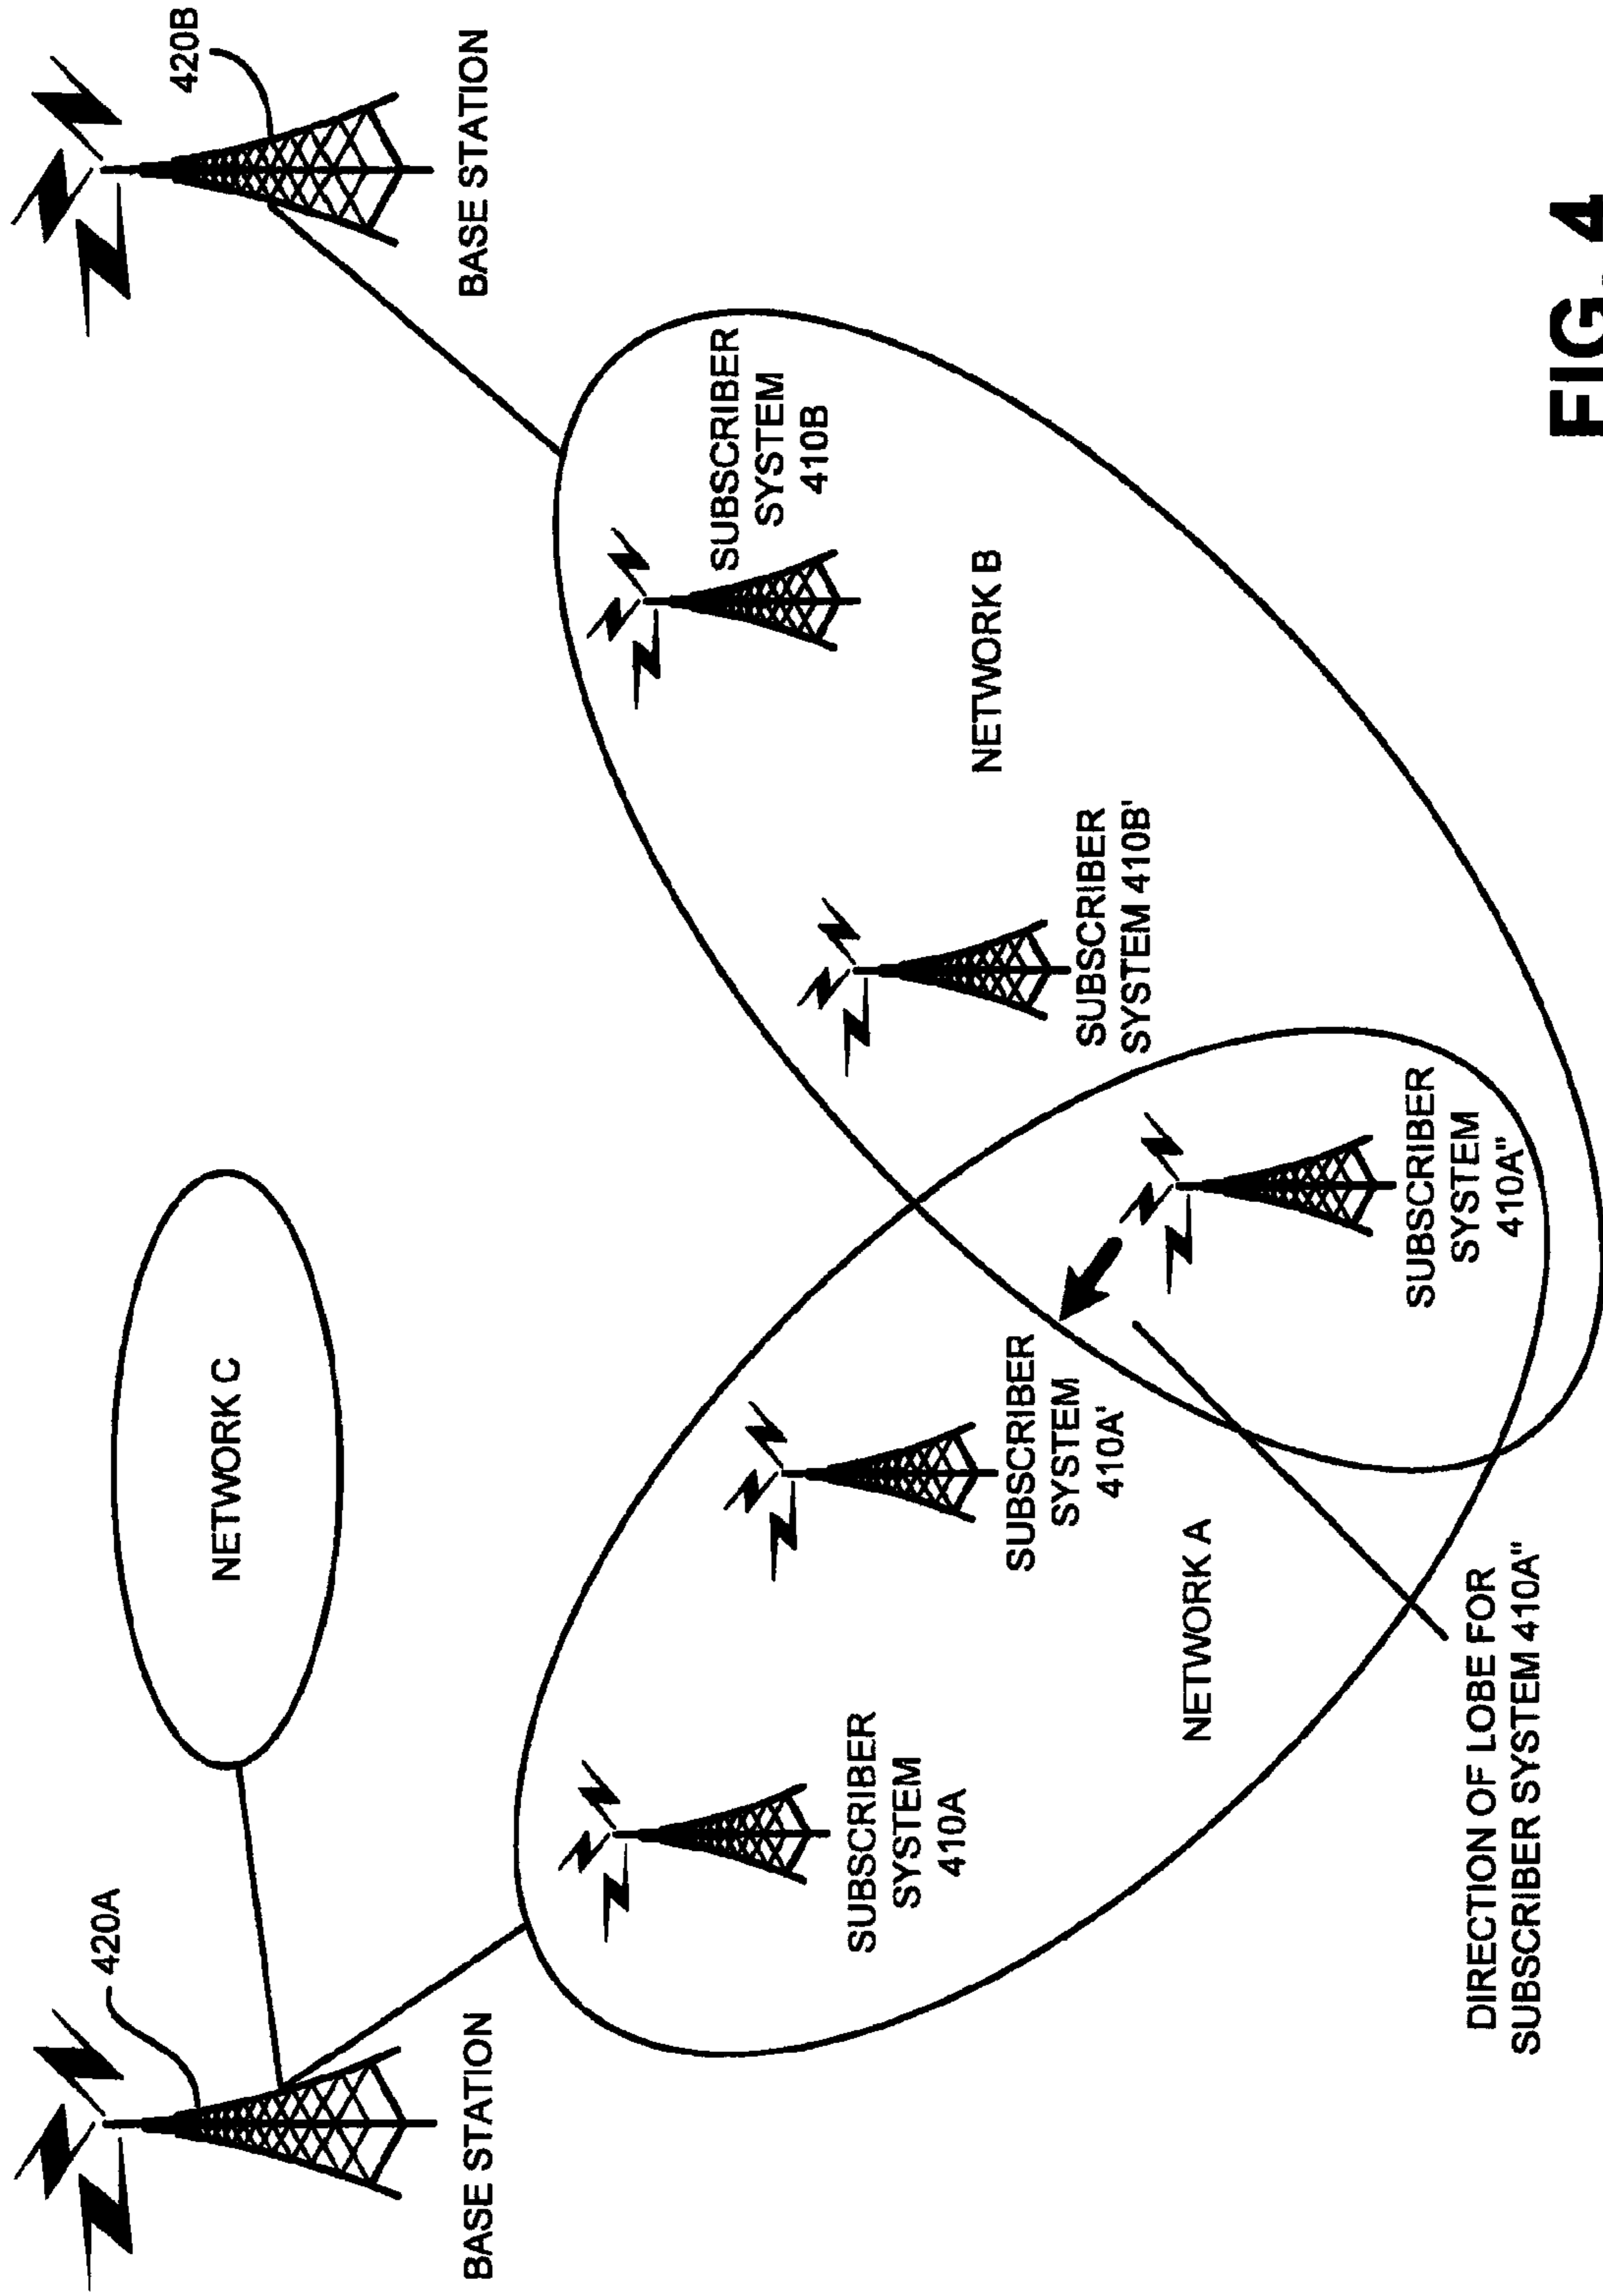 420A
BASE STATION
NETWORK C
420B
BASE STATION
SUBSCRIBER
SYSTEM
410A
SUBSCRIBER
SYSTEM
410A'
NETWORK A
SUBSCRIBER
SYSTEM
410B
NETWORK B
SUBSCRIBER
SYSTEM 410B'
SUBSCRIBER
SYSTEM
410A"
DIRECTION OF LOBE FOR
SUBSCRIBER SYSTEM 410A"
FIG. 4